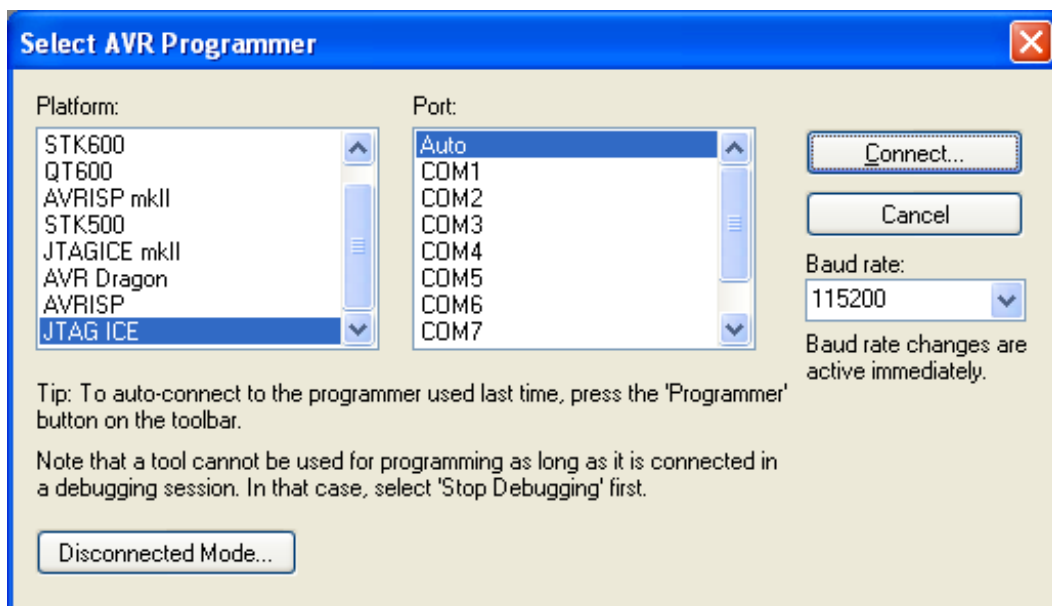 Select AVR Programmer
Platform:
STK600
QT600
AVRISP mkII
STK500
JTAGICE mkII
AVR Dragon
AVRISP
JTAG ICE
Port:
Auto
COM1
COM2
COM3
COM4
COM5
COM6
COM7
Connect...
Cancel
Baud rate:
115200
Baud rate changes are
active immediately.
Tip: To auto-connect to the programmer used last time, press the 'Programmer'
button on the toolbar.
Note that a tool cannot be used for programming as long as it is connected in
a debugging session. In that case, select 'Stop Debugging' first.
Disconnected Mode...